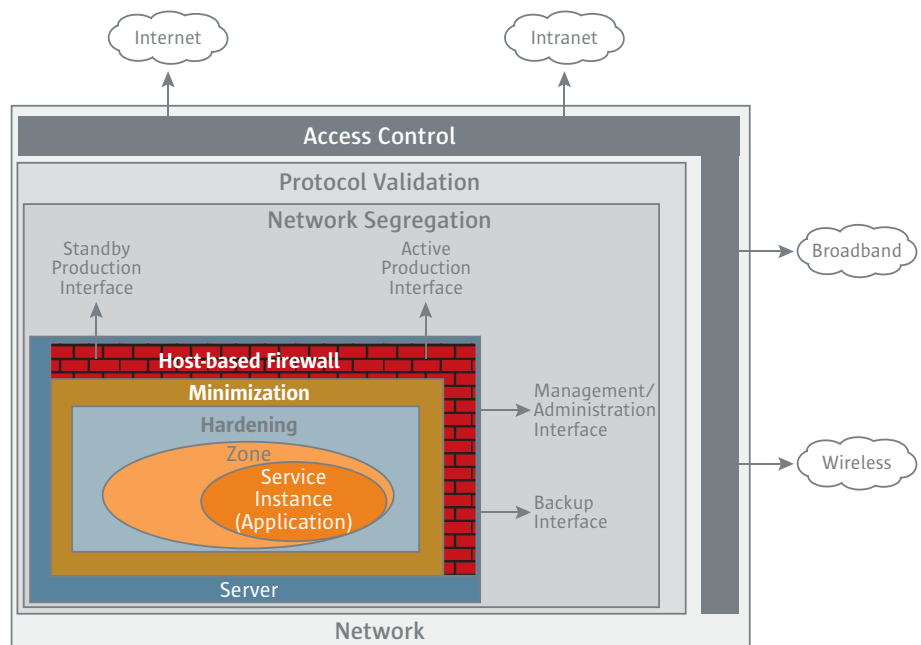 Internet
Intranet
Access Control
Protocol Validation
Network Segregation
Standby
Production
Interface
Active
Production
Interface
Broadband
Host-based Firewall
Minimization
Management/
Administration
Interface
Hardening
Zone
Service
Instance
(Application)
Wireless
Backup
Interface
Server
Network